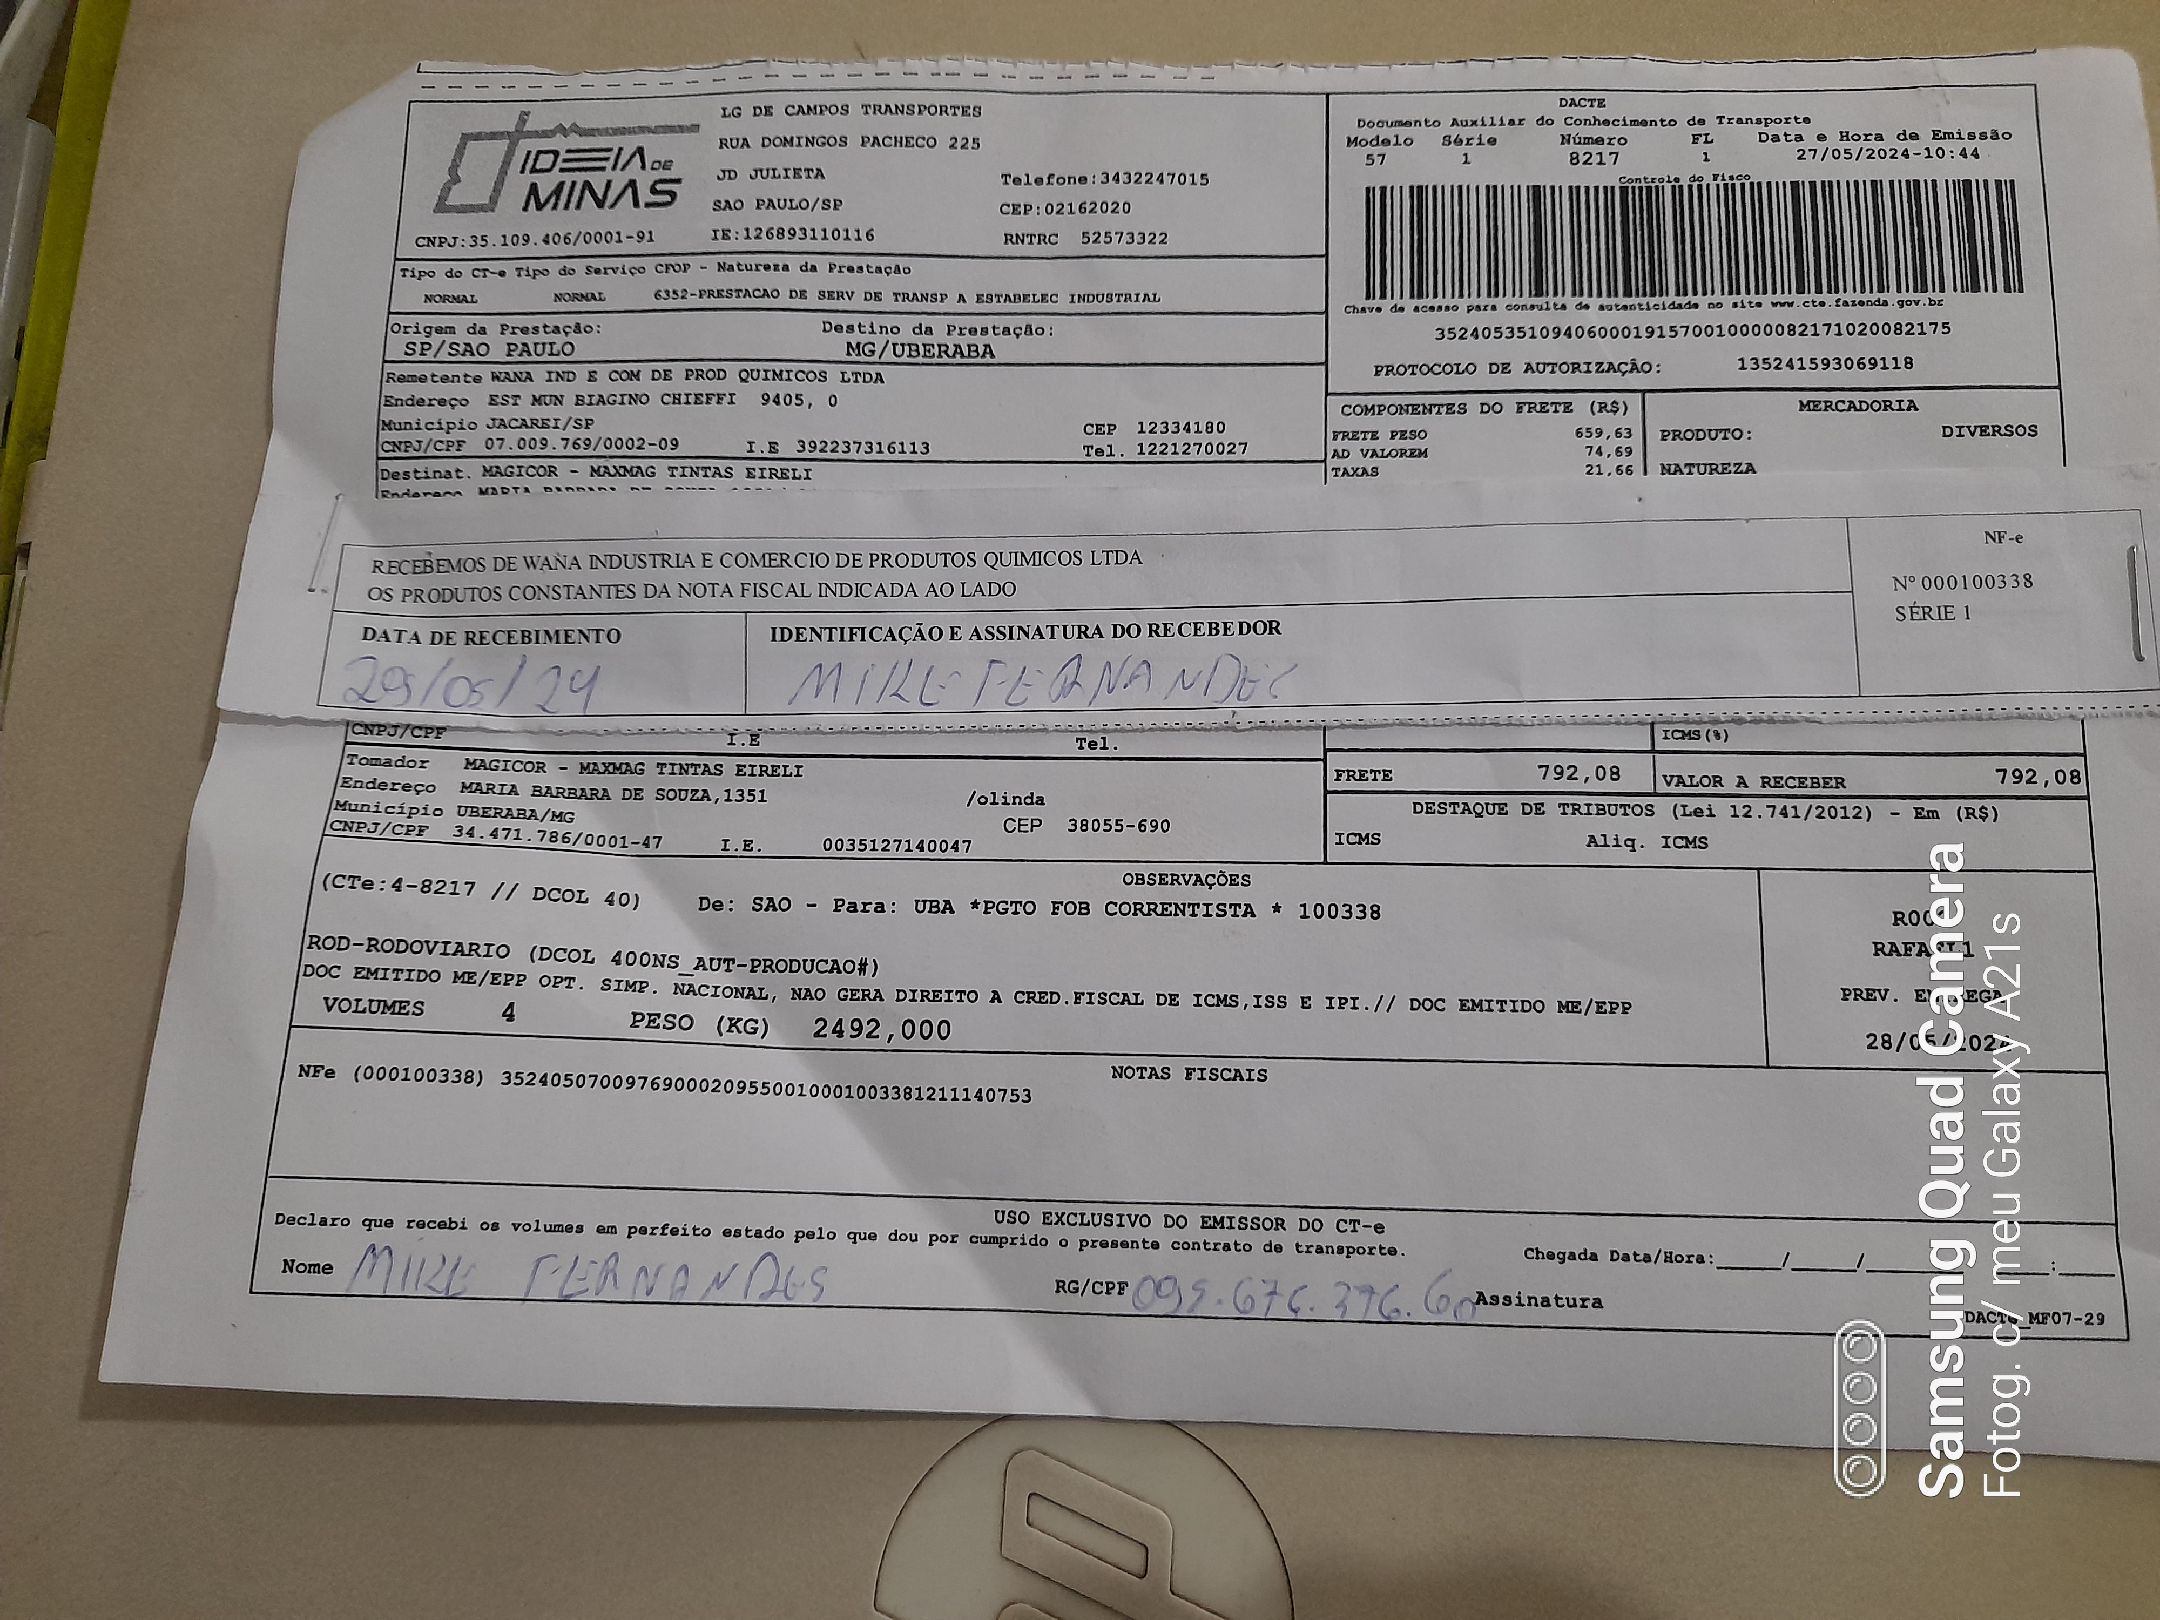 IDEIA DE MINAS
CNPJ:35.109.406/0001-91
LG DE CAMPOS TRANSPORTES
RUA DOMINGOS PACHECO 225
JD JULIETA
Telefone:3432247015
SAO PAULO/SP
CEP:02162020
IE:126893110116
RNTRC 52573322
DACTE
Documento Auxiliar do Conhecimento de Transporte
Modelo Série Número FL Data e Hora de Emissão
57 1 8217 1 27/05/2024-10:44
Controle do Fisco
Chave de acesso para consulta de autenticidade no site www.cte.fazenda.gov.br
35240535109406000191570010000082171020082175
PROTOCOLO DE AUTORIZAÇÃO: 135241593069118
Tipo do CT-e Tipo do Serviço CFOP - Natureza da Prestação
NORMAL NORMAL 6352-PRESTACAO DE SERV DE TRANSP A ESTABELEC INDUSTRIAL
Origem da Prestação: Destino da Prestação:
SP/SAO PAULO MG/UBERABA
Remetente WANA IND E COM DE PROD QUIMICOS LTDA
Endereço EST MUN BIAGINO CHIEFFI 9405, 0
Município JACAREI/SP CEP 12334180
CNPJ/CPF 07.009.769/0002-09 I.E 392237316113 Tel. 1221270027
Destinat. MAGICOR - MAXMAG TINTAS EIRELI
COMPONENTES DO FRETE (R$)
FRETE PESO 659,63
AD VALOREM 74,69
TAXAS 21,66
MERCADORIA
PRODUTO: DIVERSOS
NATUREZA
RECEBEMOS DE WANA INDUSTRIA E COMERCIO DE PRODUTOS QUIMICOS LTDA
OS PRODUTOS CONSTANTES DA NOTA FISCAL INDICADA AO LADO
NF-e
Nº 000100338
SÉRIE 1
DATA DE RECEBIMENTO
29/05/24
IDENTIFICAÇÃO E ASSINATURA DO RECEBEDOR
MIKE FERNANDES
CNPJ/CPF I.E Tel.
Tomador MAGICOR - MAXMAG TINTAS EIRELI
Endereço MARIA BARBARA DE SOUZA,1351 /olinda
Município UBERABA/MG CEP 38055-690
CNPJ/CPF 34.471.786/0001-47 I.E. 0035127140047
ICMS(%)
FRETE 792,08 VALOR A RECEBER 792,08
DESTAQUE DE TRIBUTOS (Lei 12.741/2012) - Em (R$)
ICMS Aliq. ICMS
OBSERVAÇÕES
(CTe:4-8217 // DCOL 40) De: SAO - Para: UBA *PGTO FOB CORRENTISTA * 100338
ROD-RODOVIARIO (DCOL 400NS_AUT-PRODUCAO#)
DOC EMITIDO ME/EPP OPT. SIMP. NACIONAL, NAO GERA DIREITO A CRED.FISCAL DE ICMS,ISS E IPI.// DOC EMITIDO ME/EPP
VOLUMES 4 PESO (KG) 2492,000
PREV. ENTREGA
28/05/2024
NOTAS FISCAIS
NFe (000100338) 35240507009769000209550010001003381211140753
USO EXCLUSIVO DO EMISSOR DO CT-e
Declaro que recebi os volumes em perfeito estado pelo que dou por cumprido o presente contrato de transporte.
Chegada Data/Hora:_____/_____/_____ _____:_____
Nome MIKE FERNANDES RG/CPF Assinatura
MF07-29
Samsung Quad Camera
Fotog. c/ meu Galaxy A21s